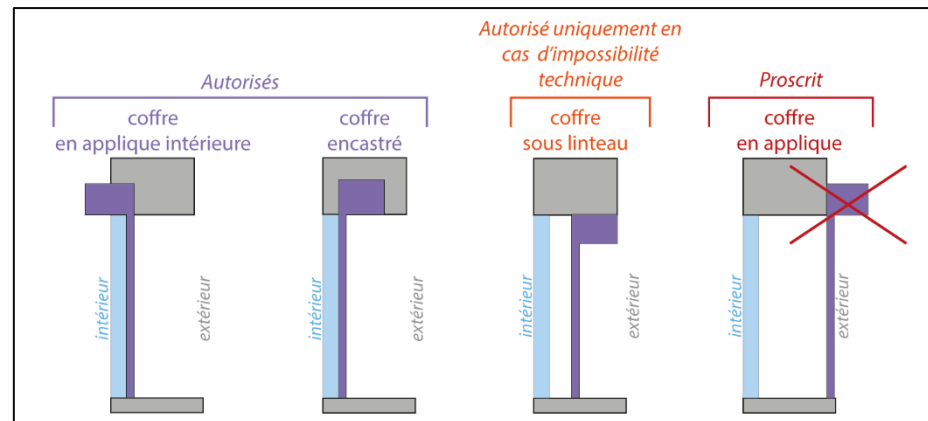 Autorisés
coffre
en applique intérieure
coffre
encastré
Autorisé uniquement en
cas d'impossibilité
technique
coffre
sous linteau
Proscrit
coffre
en applique
intérieur
extérieur
intérieur
extérieur
intérieur
extérieur
intérieur
extérieur